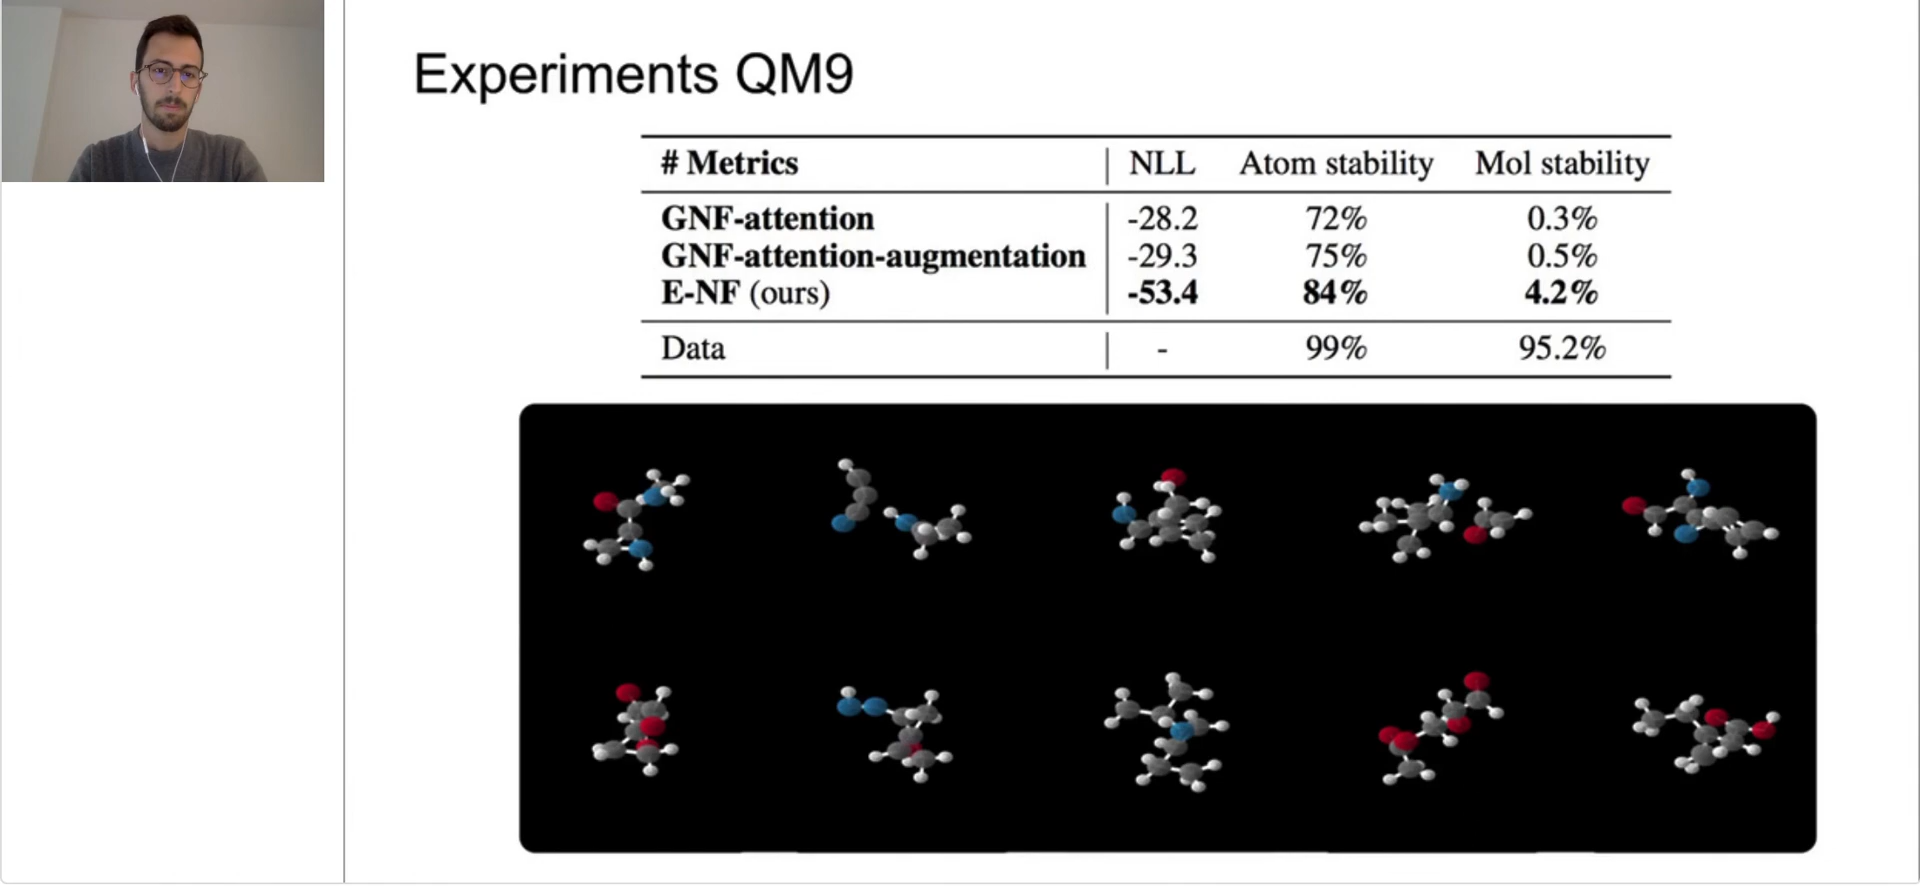 Experiments QM9
# Metrics NLL Atom stability Mol stability
GNF-attention -28.2 72% 0.3%
GNF-attention-augmentation -29.3 75% 0.5%
E-NF (ours) -53.4 84% 4.2%
Data - 99% 95.2%